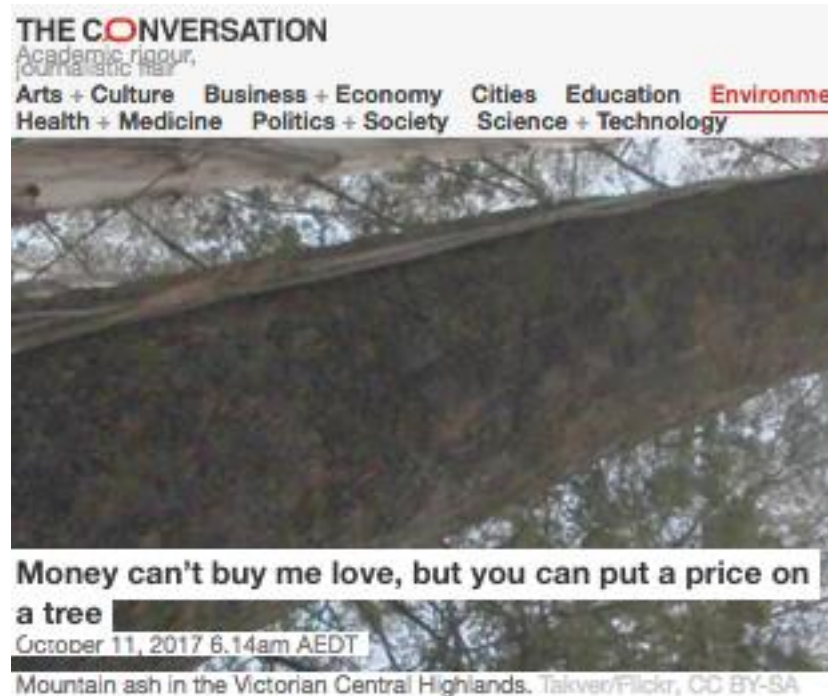 THE CONVERSATION
Academic rigour,
journalistic flair
Arts + Culture Business + Economy Cities Education Environme
Health + Medicine Politics + Society Science + Technology
Money can't buy me love, but you can put a price on
a tree
October 11, 2017 6.14am AEDT
Mountain ash in the Victorian Central Highlands. Takver/Flickr, CC BY-SA